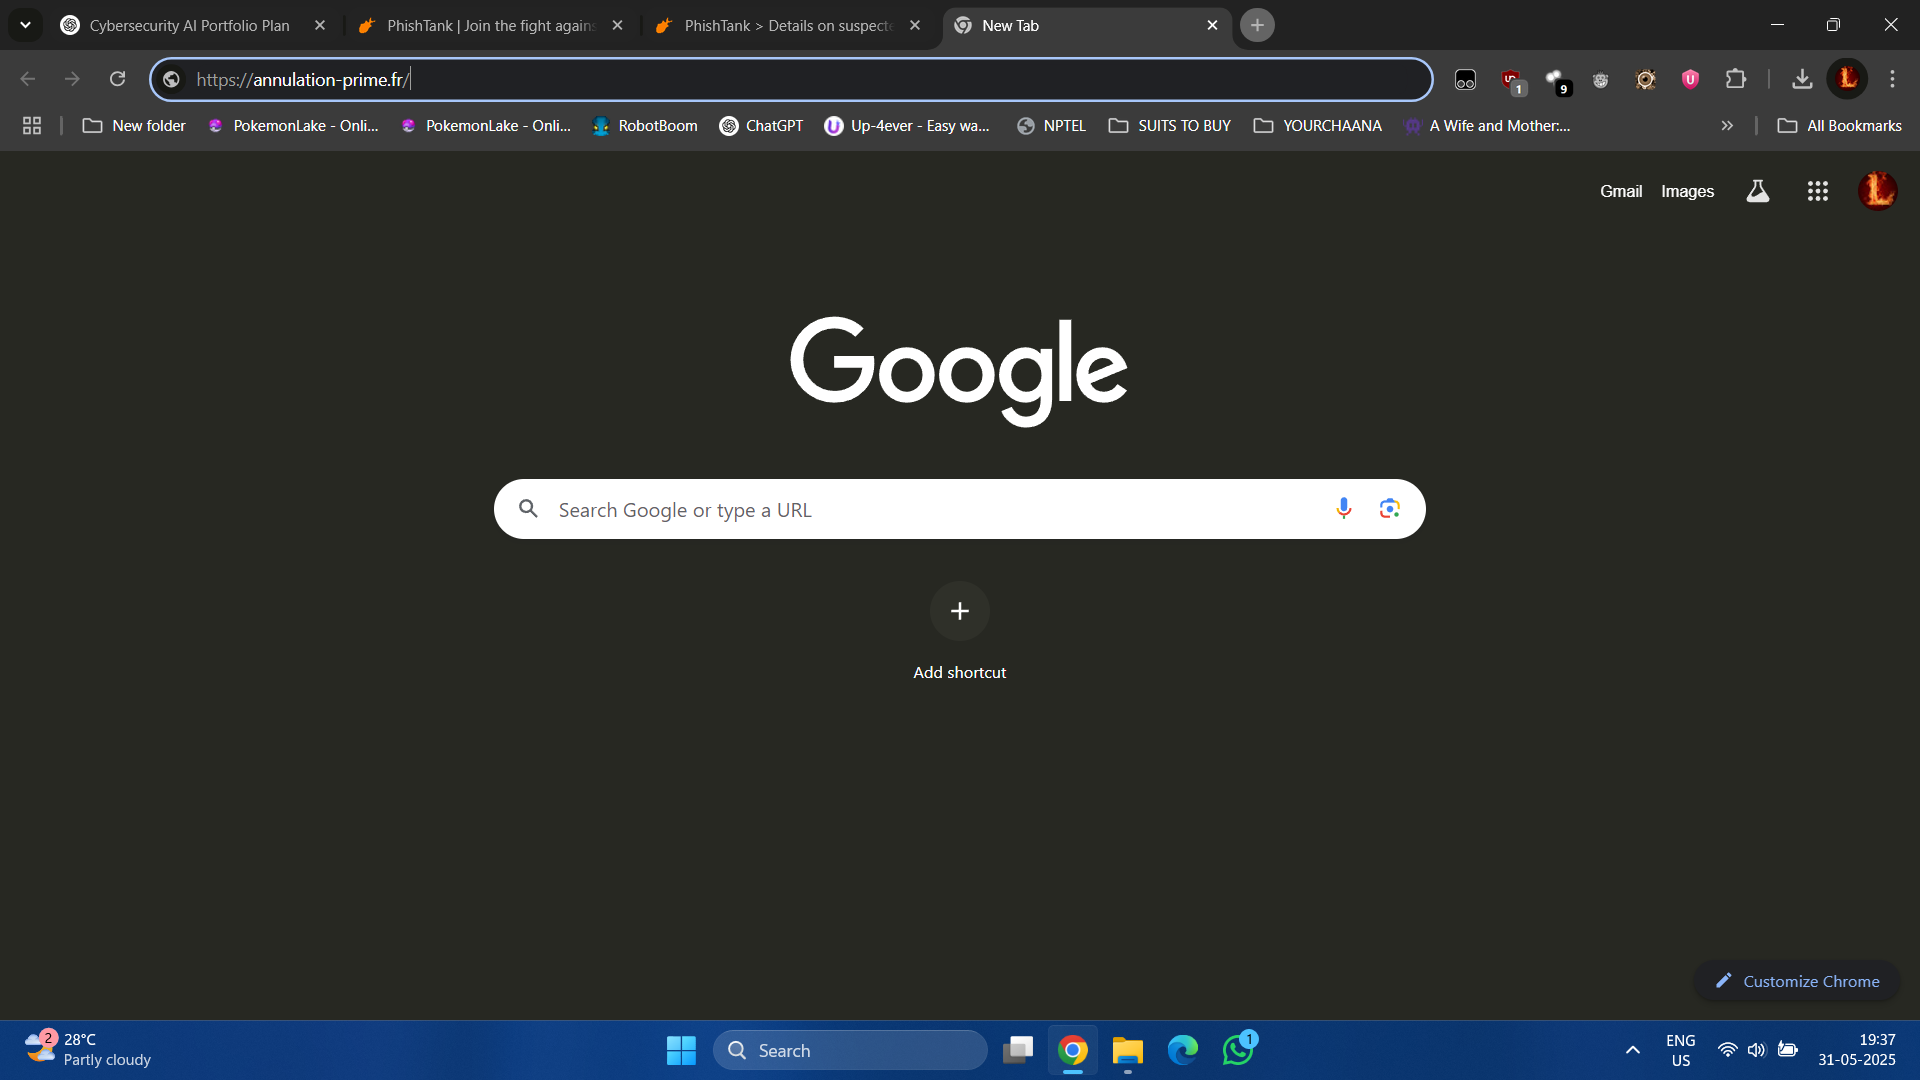 Cybersecurity AI Portfolio Plan
PhishTank | Join the fight agains
PhishTank > Details on suspecte
New Tab
https://annulation-prime.fr/
1
9
New folder
PokemonLake - Onli...
PokemonLake - Onli...
RobotBoom
ChatGPT
Up-4ever - Easy wa...
NPTEL
SUITS TO BUY
YOURCHAANA
A Wife and Mother:...
All Bookmarks
Gmail
Images
Google
Search Google or type a URL
Add shortcut
Customize Chrome
2
28°C
Partly cloudy
Search
1
ENG
US
19:37
31-05-2025